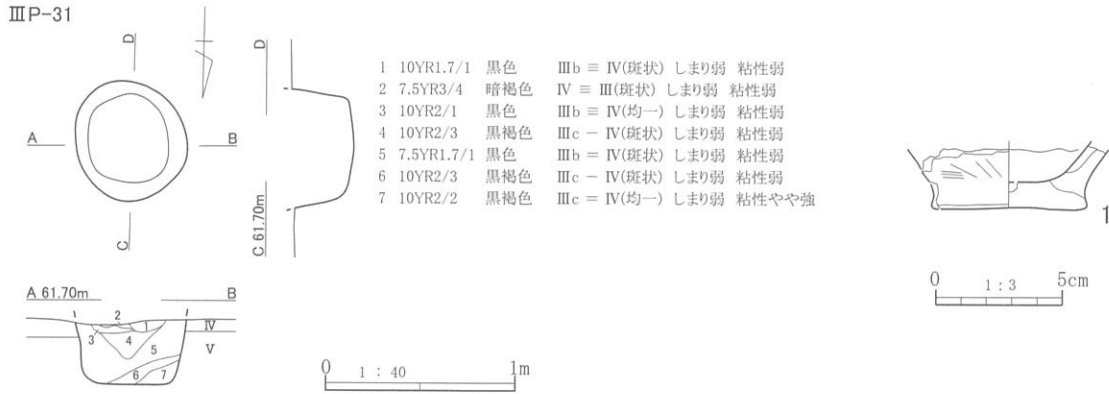 ⅢP-31
D
A
B
C
D
C 61.70m
1 10YR1.7/1 黒色 Ⅲb ≡ Ⅳ(斑状) しまり弱 粘性弱
2 7.5YR3/4 暗褐色 Ⅳ ≡ Ⅲ(斑状) しまり弱 粘性弱
3 10YR2/1 黒色 Ⅲb ≡ Ⅳ(均一) しまり弱 粘性弱
4 10YR2/3 黒褐色 Ⅲc − Ⅳ(斑状) しまり弱 粘性弱
5 7.5YR1.7/1 黒色 Ⅲb = Ⅳ(斑状) しまり弱 粘性弱
6 10YR2/3 黒褐色 Ⅲc − Ⅳ(斑状) しまり弱 粘性弱
7 10YR2/2 黒褐色 Ⅲc = Ⅳ(均一) しまり弱 粘性やや強
1
0 1:3 5cm
A 61.70m B
2
1
Ⅳ
3
4
Ⅴ
5
6
7
0 1:40 1m